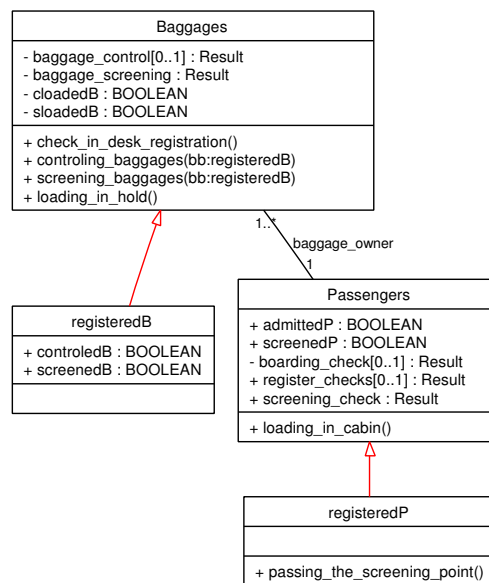 Baggages
- baggage_control[0..1] : Result
- baggage_screening : Result
- cloadedB : BOOLEAN
- sloadedB : BOOLEAN
+ check_in_desk_registration()
+ controling_baggages(bb:registeredB)
+ screening_baggages(bb:registeredB)
+ loading_in_hold()
1..*
baggage_owner
1
registeredB
+ controledB : BOOLEAN
+ screenedB : BOOLEAN
Passengers
+ admittedP : BOOLEAN
+ screenedP : BOOLEAN
- boarding_check[0..1] : Result
+ register_checks[0..1] : Result
+ screening_check : Result
+ loading_in_cabin()
registeredP
+ passing_the_screening_point()